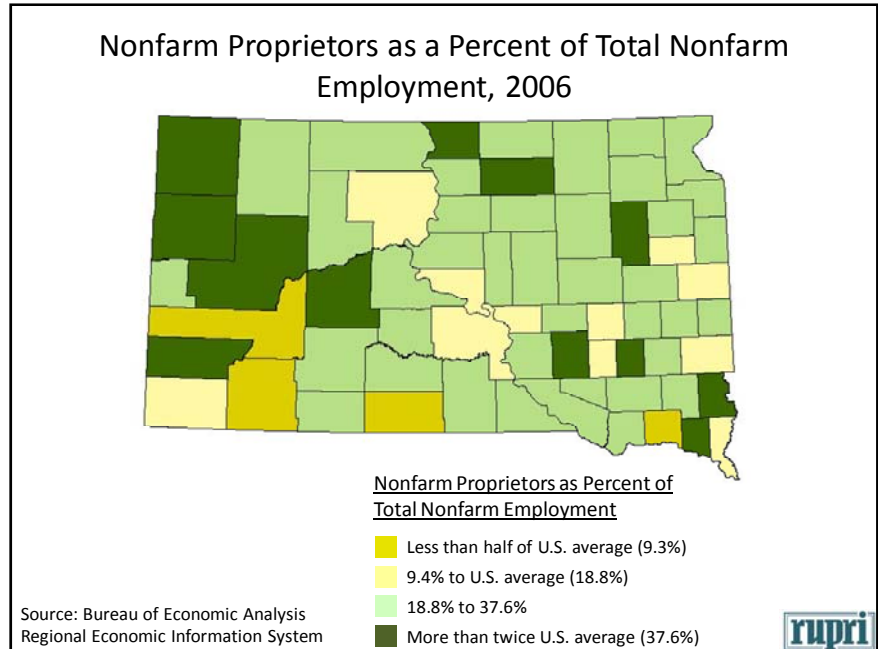 Nonfarm Proprietors as a Percent of Total Nonfarm
Employment, 2006
Nonfarm Proprietors as Percent of
Total Nonfarm Employment
Less than half of U.S. average (9.3%)
9.4% to U.S. average (18.8%)
18.8% to 37.6%
More than twice U.S. average (37.6%)
Source: Bureau of Economic Analysis
Regional Economic Information System
rupri